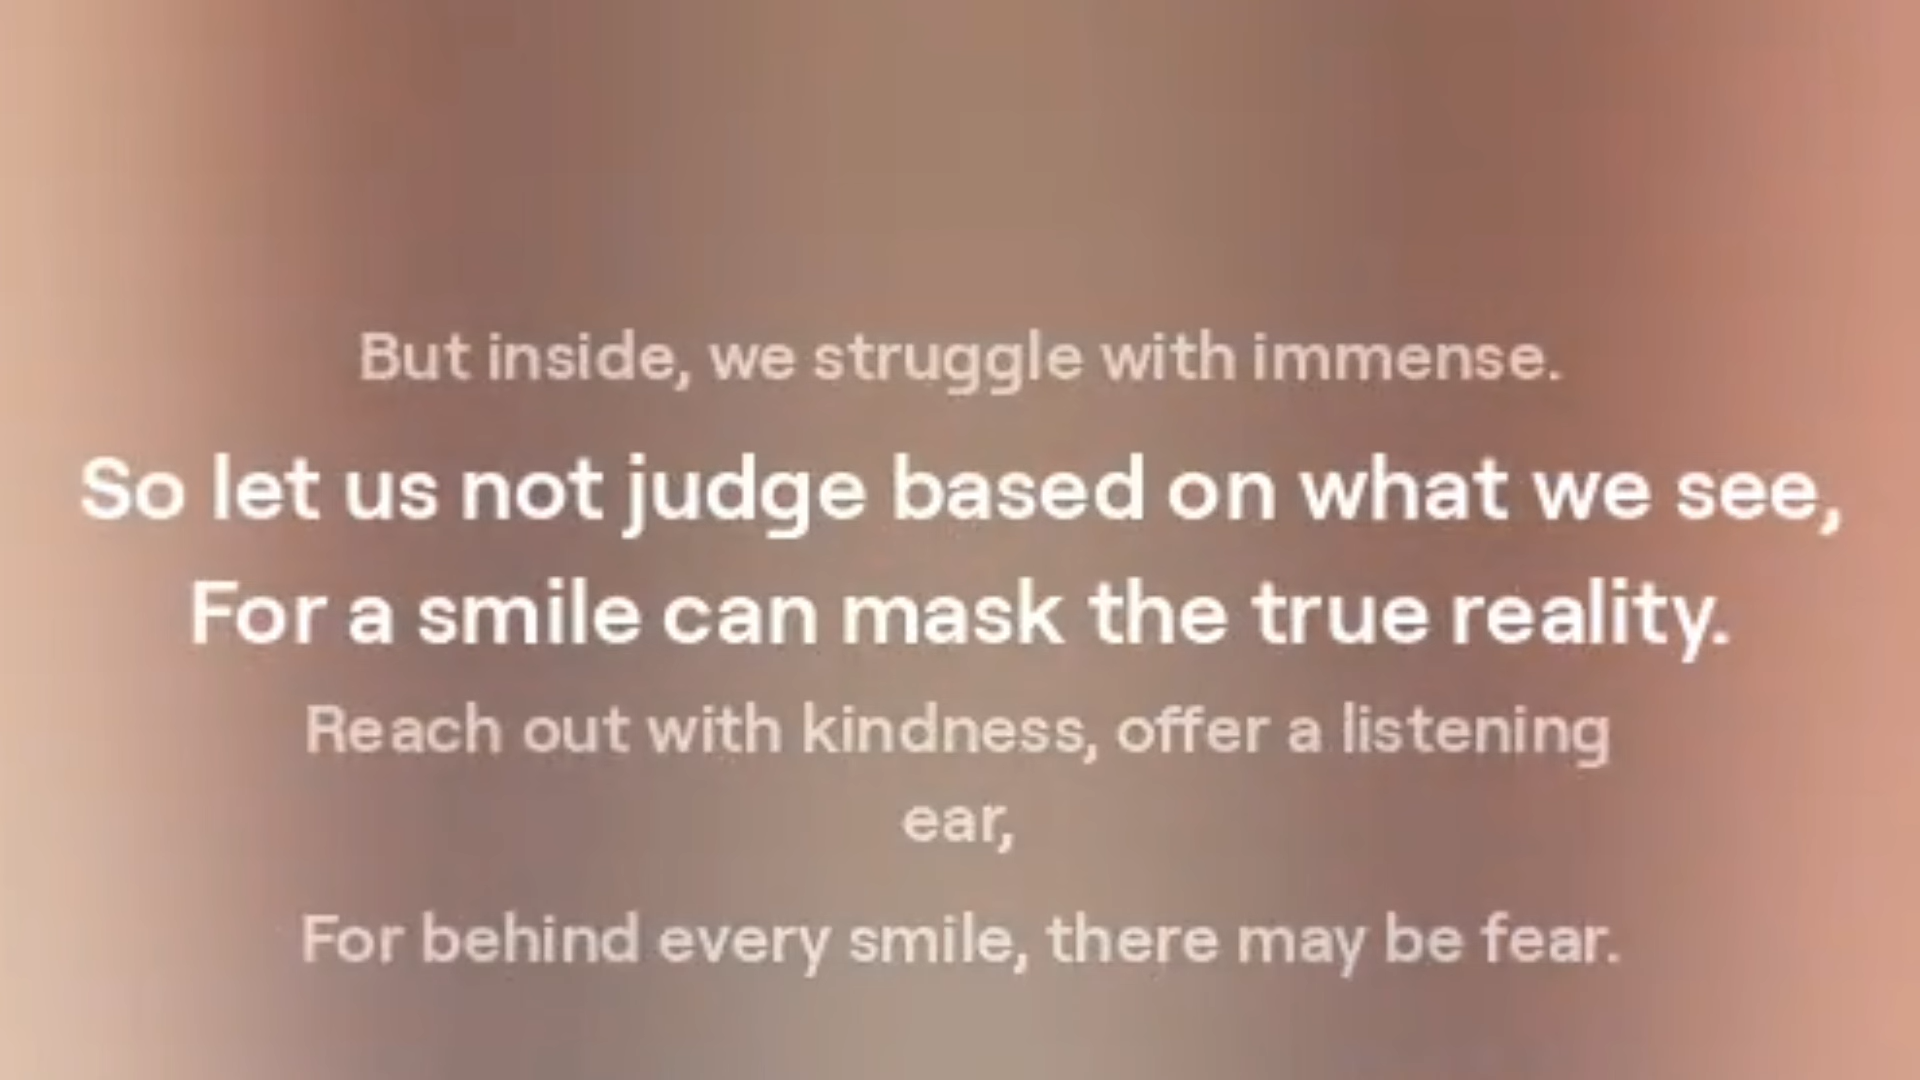 But inside, we struggle with immense.
So let us not judge based on what we see,
For a smile can mask the true reality.
Reach out with kindness, offer a listening
ear,
For behind every smile, there may be fear.